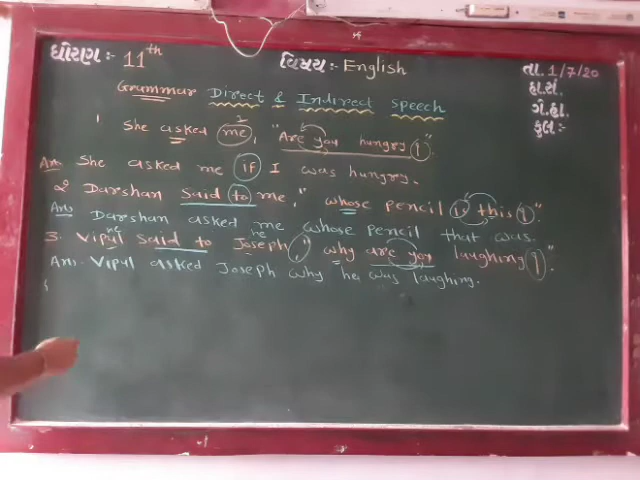 ધોરણ:- 11th વિષય:- English તા. 1/7/20
હા.સં.
ગે.હા.
કુલ:-
Grammar Direct & Indirect speech
1 She asked me, "Are you hungry?".
Ans She asked me if I was hungry.
2 Darshan said to me, "whose pencil is this?"
Ans Darshan asked me whose pencil that was.
3. Vipul said to Joseph, "why are you laughing?".
Ans. Vipul asked Joseph why he was laughing.